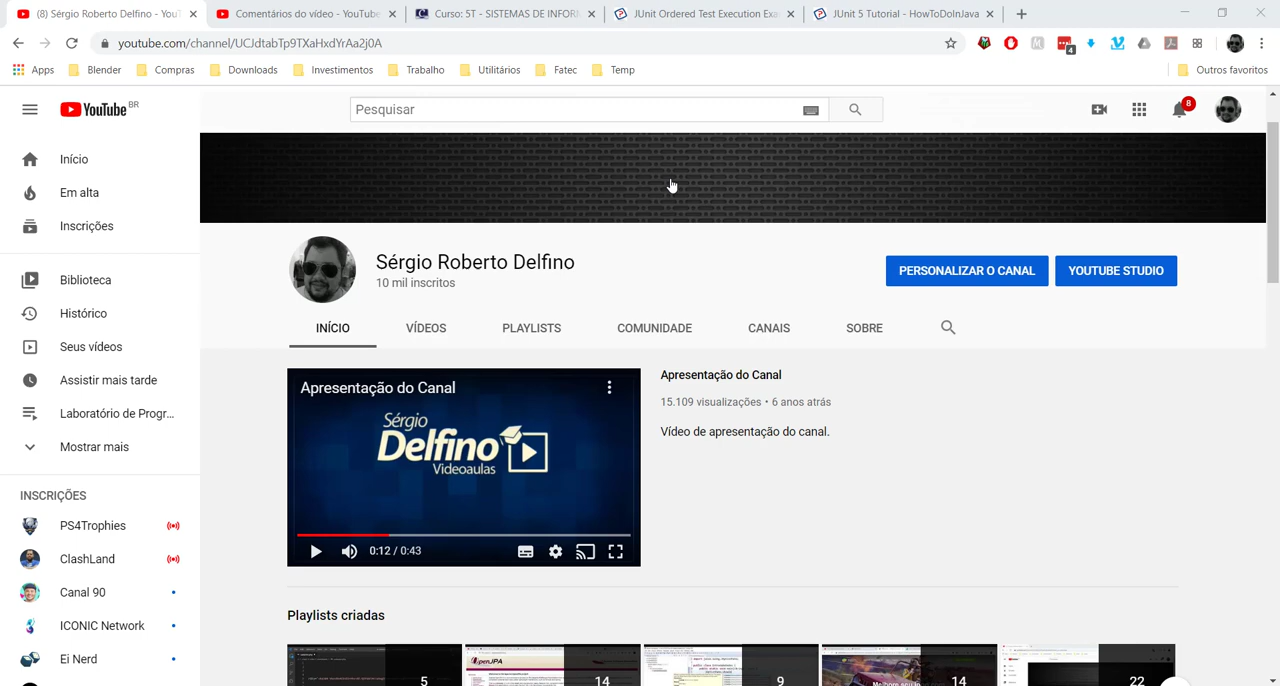 (8) Sérgio Roberto Delfino - YouT
Comentários do vídeo - YouTube
Curso: 5T - SISTEMAS DE INFORM
JUnit Ordered Test Execution Exa
JUnit 5 Tutorial - HowToDoInJava
youtube.com/channel/UCJdtabTp9TXaHxdYrAa2j0A
4
Apps
Blender
Compras
Downloads
Investimentos
Trabalho
Utilitários
Fatec
Temp
Outros favoritos
YouTube BR
Pesquisar
8
Início
Em alta
Inscrições
Biblioteca
Histórico
Seus vídeos
Assistir mais tarde
Laboratório de Progr...
Mostrar mais
INSCRIÇÕES
PS4Trophies
ClashLand
Canal 90
ICONIC Network
Ei Nerd
Sérgio Roberto Delfino
10 mil inscritos
PERSONALIZAR O CANAL
YOUTUBE STUDIO
INÍCIO
VÍDEOS
PLAYLISTS
COMUNIDADE
CANAIS
SOBRE
Apresentação do Canal
Sérgio
Delfino
Videoaulas
0:12 / 0:43
Apresentação do Canal
15.109 visualizações • 6 anos atrás
Vídeo de apresentação do canal.
Playlists criadas
5
OpenJPA
14
9
14
22